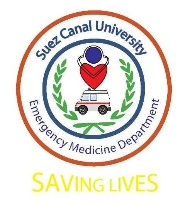 Suez Canal University
Emergency Medicine Department
SAVING LIVES